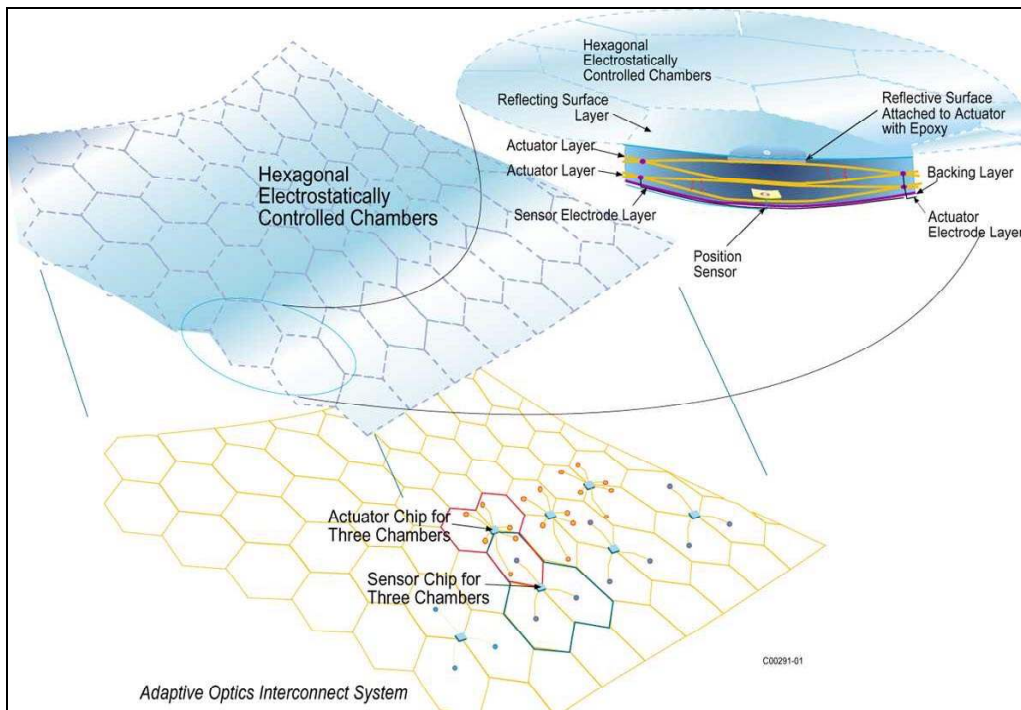 Hexagonal
Electrostatically
Controlled Chambers
Reflecting Surface
Layer
Reflective Surface
Attached to Actuator
with Epoxy
Actuator Layer
Actuator Layer
Backing Layer
Sensor Electrode Layer
Actuator
Electrode Layer
Position
Sensor
Hexagonal
Electrostatically
Controlled Chambers
Actuator Chip for
Three Chambers
Sensor Chip for
Three Chambers
C00291-01
Adaptive Optics Interconnect System